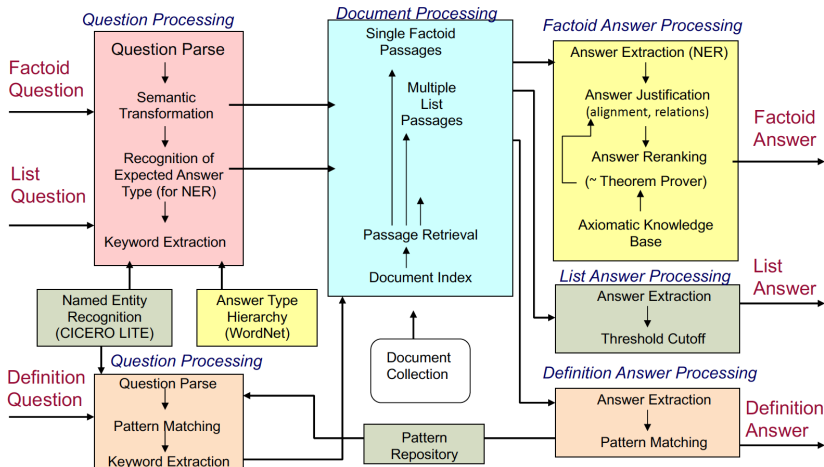 Question Processing
Document Processing
Factoid Answer Processing
Factoid
Question
List
Question
Question Parse
Semantic
Transformation
Recognition of
Expected Answer
Type (for NER)
Keyword Extraction
Single Factoid
Passages
Multiple
List
Passages
Passage Retrieval
Document Index
Answer Extraction (NER)
Answer Justification
(alignment, relations)
Answer Reranking
(~ Theorem Prover)
Axiomatic Knowledge
Base
Factoid
Answer
Named Entity
Recognition
(CICERO LITE)
Answer Type
Hierarchy
(WordNet)
Document
Collection
List Answer Processing
Answer Extraction
Threshold Cutoff
List
Answer
Question Processing
Definition
Question
Question Parse
Pattern Matching
Keyword Extraction
Pattern
Repository
Definition Answer Processing
Answer Extraction
Pattern Matching
Definition
Answer